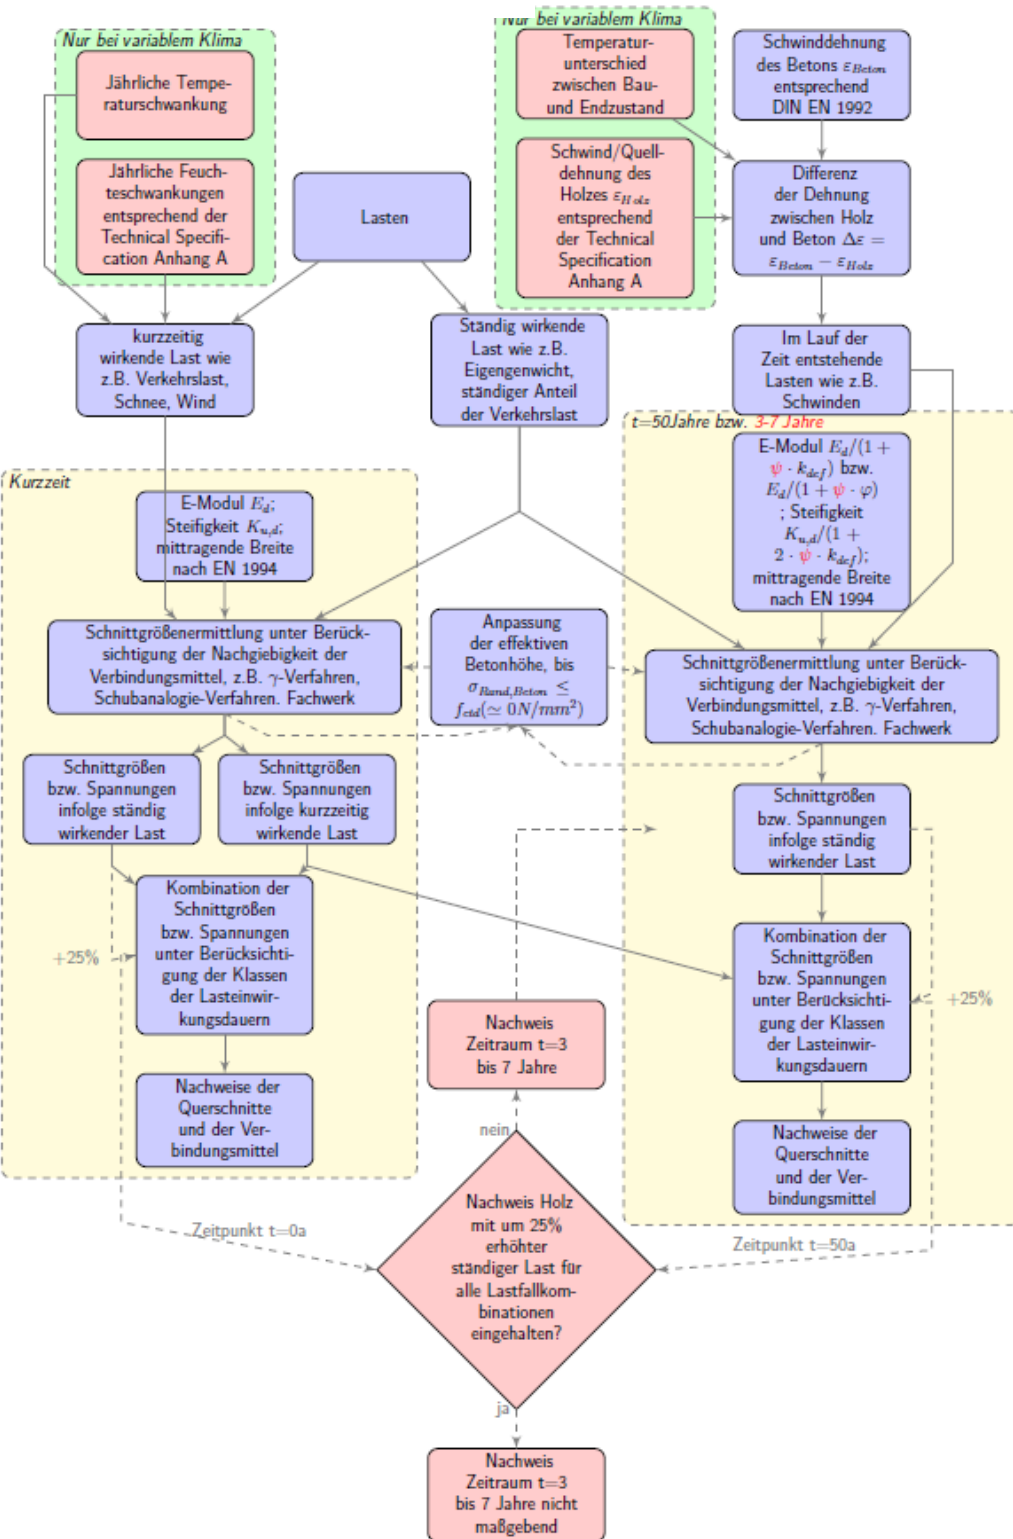 Nur bei variablem Klima
Jährliche Tempe-
raturschwankung
Jährliche Feuch-
teschwankungen
entsprechend der
Technical Specifi-
cation Anhang A
Lasten
Nur bei variablem Klima
Temperatur-
unterschied
zwischen Bau-
und Endzustand
Schwind/Quell-
dehnung des
Holzes ε_Holz
entsprechend
der Technical
Specification
Anhang A
Schwinddehnung
des Betons ε_Beton
entsprechend
DIN EN 1992
Differenz
der Dehnung
zwischen Holz
und Beton Δε =
ε_Beton − ε_Holz
kurzzeitig
wirkende Last wie
z.B. Verkehrslast,
Schnee, Wind
Ständig wirkende
Last wie z.B.
Eigengenwicht,
ständiger Anteil
der Verkehrslast
Im Lauf der
Zeit entstehende
Lasten wie z.B.
Schwinden
Kurzzeit
E-Modul E_d;
Steifigkeit K_u,d;
mittragende Breite
nach EN 1994
t=50Jahre bzw. 3-7 Jahre
E-Modul E_d/(1 +
ψ · k_def) bzw.
E_d/(1 + ψ · φ)
; Steifigkeit
K_u,d/(1 +
2 · ψ · k_def);
mittragende Breite
nach EN 1994
Schnittgrößenermittlung unter Berück-
sichtigung der Nachgiebigkeit der
Verbindungsmittel, z.B. γ-Verfahren,
Schubanalogie-Verfahren. Fachwerk
Anpassung
der effektiven
Betonhöhe, bis
σ_Rand,Beton ≤
f_ctd(≃ 0N/mm²)
Schnittgrößenermittlung unter Berück-
sichtigung der Nachgiebigkeit der
Verbindungsmittel, z.B. γ-Verfahren,
Schubanalogie-Verfahren. Fachwerk
Schnittgrößen
bzw. Spannungen
infolge ständig
wirkender Last
Schnittgrößen
bzw. Spannungen
infolge kurzzeitig
wirkende Last
Schnittgrößen
bzw. Spannungen
infolge ständig
wirkender Last
+25%
Kombination der
Schnittgrößen
bzw. Spannungen
unter Berücksichti-
gung der Klassen
der Lasteinwir-
kungsdauern
Kombination der
Schnittgrößen
bzw. Spannungen
unter Berücksichti-
gung der Klassen
der Lasteinwir-
kungsdauern
+25%
Nachweise der
Querschnitte
und der Ver-
bindungsmittel
Nachweis
Zeitraum t=3
bis 7 Jahre
Nachweise der
Querschnitte
und der Ver-
bindungsmittel
nein
Zeitpunkt t=0a
Nachweis Holz
mit um 25%
erhöhter
ständiger Last für
alle Lastfallkom-
binationen
eingehalten?
Zeitpunkt t=50a
ja
Nachweis
Zeitraum t=3
bis 7 Jahre nicht
maßgebend